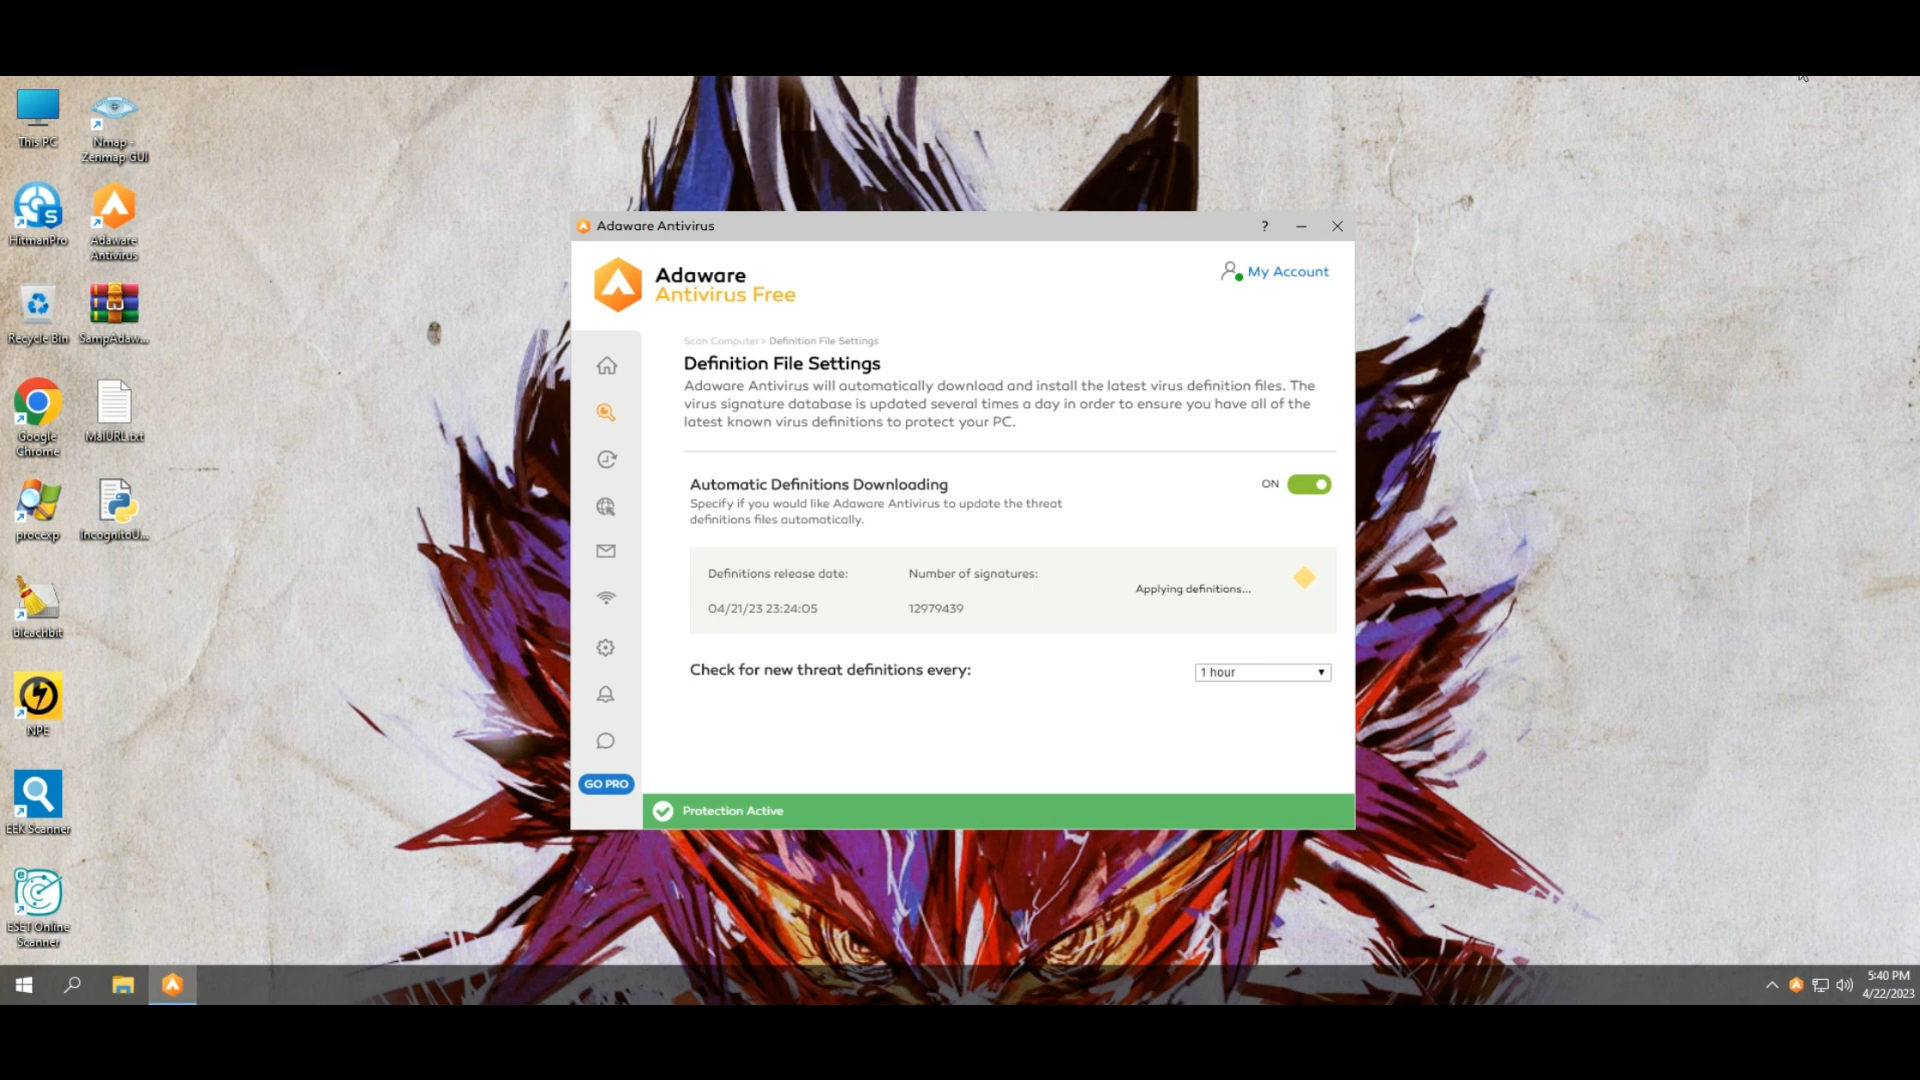 This PC
Nmap -
Zenmap GUI
HitmanPro
Adaware
Antivirus
Recycle Bin
SampAdaw...
Google
Chrome
MalURL.txt
procexp
IncognitoU...
bleachbit
NPE
EEK Scanner
ESET Online
Scanner
Adaware Antivirus
?
Adaware
Antivirus Free
My Account
Scan Computer > Definition File Settings
Definition File Settings
Adaware Antivirus will automatically download and install the latest virus definition files. The
virus signature database is updated several times a day in order to ensure you have all of the
latest known virus definitions to protect your PC.
Automatic Definitions Downloading
ON
Specify if you would like Adaware Antivirus to update the threat
definitions files automatically.
Definitions release date:
Number of signatures:
Applying definitions...
04/21/23 23:24:05
12979439
Check for new threat definitions every:
1 hour
GO PRO
Protection Active
5:40 PM
4/22/2023